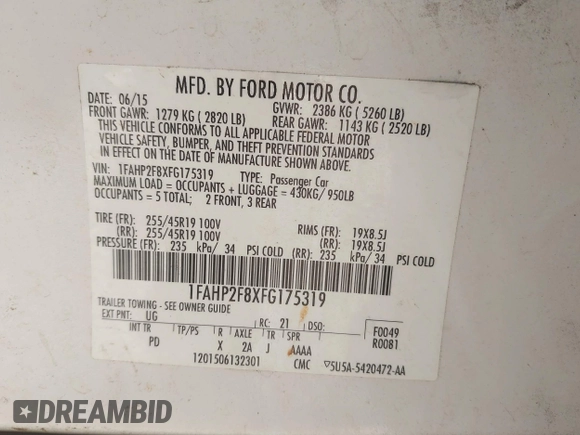 MFD. BY FORD MOTOR CO.
DATE: 06/15 GVWR: 2386 KG ( 5260 LB)
FRONT GAWR: 1279 KG ( 2820 LB) REAR GAWR: 1143 KG ( 2520 LB)
THIS VEHICLE CONFORMS TO ALL APPLICABLE FEDERAL MOTOR
VEHICLE SAFETY, BUMPER, AND THEFT PREVENTION STANDARDS
IN EFFECT ON THE DATE OF MANUFACTURE SHOWN ABOVE.
VIN: 1FAHP2F8XFG175319 TYPE: Passenger Car
MAXIMUM LOAD = OCCUPANTS + LUGGAGE = 430KG/ 950LB
OCCUPANTS = 5 TOTAL; 2 FRONT, 3 REAR
TIRE (FR): 255/45R19 100V RIMS (FR): 19X8.5J
(RR): 255/45R19 100V (RR): 19X8.5J
PRESSURE (FR): 235 kPa/ 34 PSI COLD (RR): 235 kPa/ 34 PSI COLD
1FAHP2F8XFG175319
TRAILER TOWING - SEE OWNER GUIDE
EXT PNT: UG RC: 21 DSO: F0049
INT TR TP/PS R AXLE TR SPR R0081
PD X 2A J AAAA
1201506132301 CMC 5U5A-5420472-AA
DREAMBID